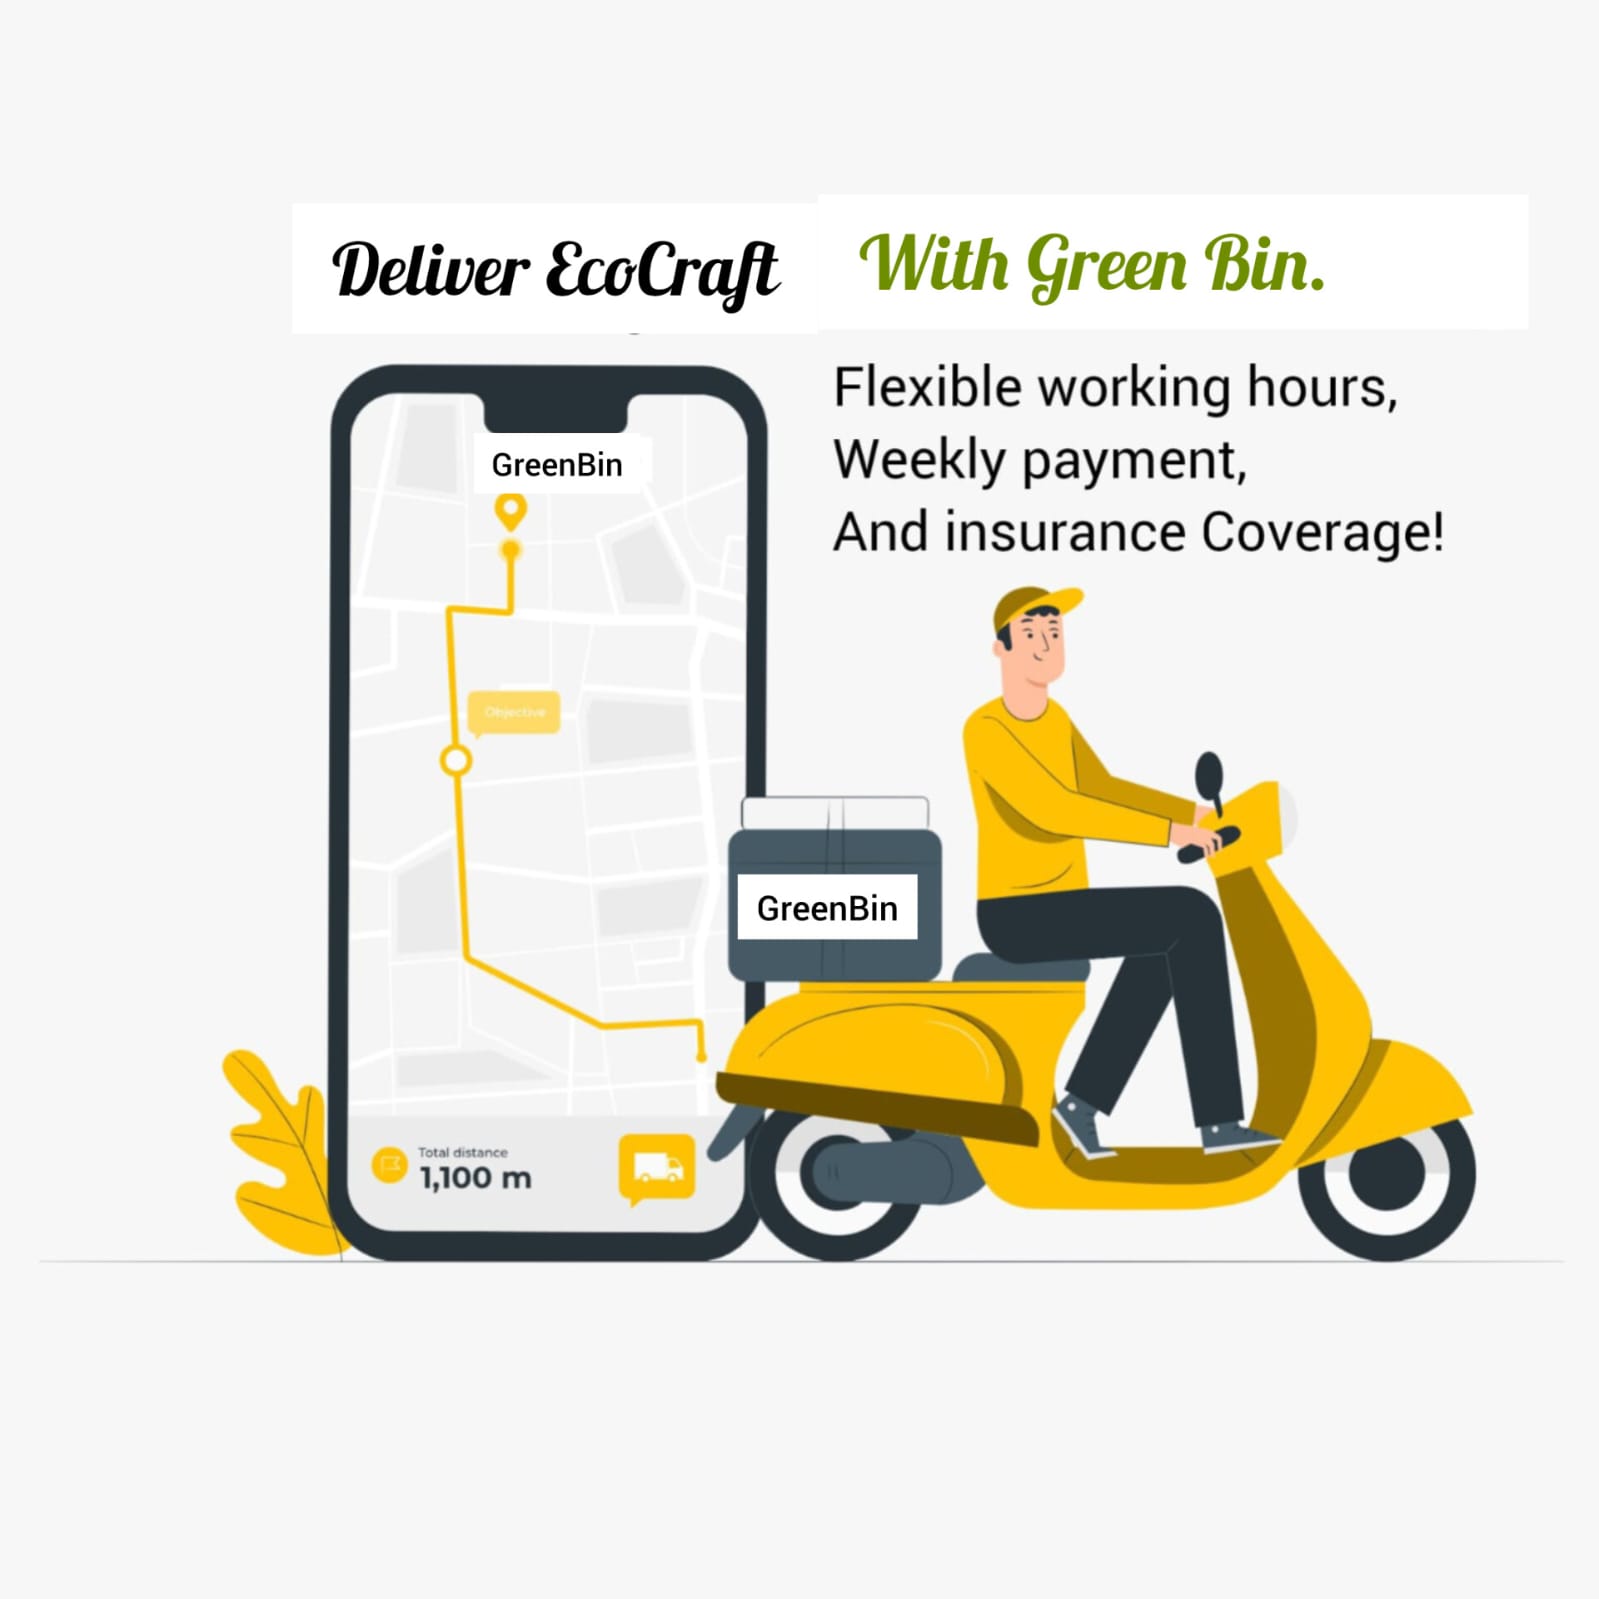 Deliver EcoCraft With Green Bin.
Flexible working hours,
Weekly payment,
And insurance Coverage!
GreenBin
Objective
GreenBin
Total distance
1,100 m